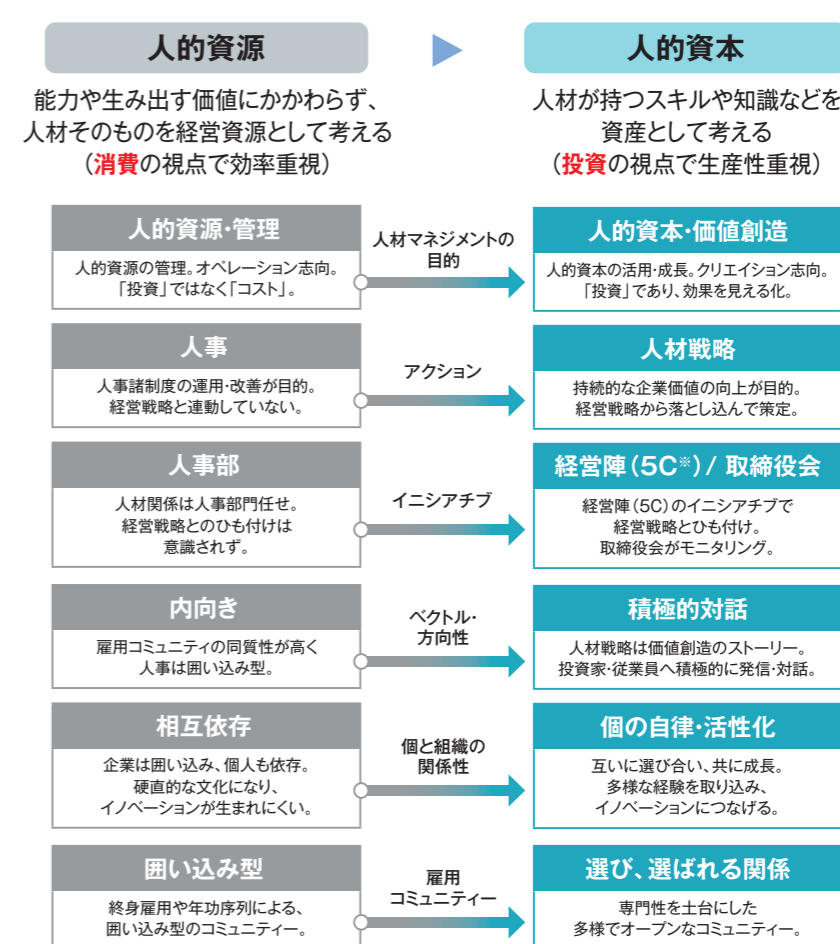 人的資源
人的資本
能力や生み出す価値にかかわらず、
人材そのものを経営資源として考える
（消費の視点で効率重視）
人材が持つスキルや知識などを
資産として考える
（投資の視点で生産性重視）
人的資源・管理
人的資源の管理。オペレーション志向。
「投資」ではなく「コスト」。
人材マネジメントの
目的
人的資本・価値創造
人的資本の活用・成長。クリエイション志向。
「投資」であり、効果を見える化。
人事
人事諸制度の運用・改善が目的。
経営戦略と連動していない。
アクション
人材戦略
持続的な企業価値の向上が目的。
経営戦略から落とし込んで策定。
人事部
人材関係は人事部門任せ。
経営戦略とのひも付けは
意識されず。
イニシアチブ
経営陣（5C※）/ 取締役会
経営陣（5C）のイニシアチブで
経営戦略とひも付け。
取締役会がモニタリング。
内向き
雇用コミュニティの同質性が高く
人事は囲い込み型。
ベクトル・
方向性
積極的対話
人材戦略は価値創造のストーリー。
投資家・従業員へ積極的に発信・対話。
相互依存
企業は囲い込み、個人も依存。
硬直的な文化になり、
イノベーションが生まれにくい。
個と組織の
関係性
個の自律・活性化
互いに選び合い、共に成長。
多様な経験を取り込み、
イノベーションにつなげる。
囲い込み型
終身雇用や年功序列による、
囲い込み型のコミュニティー。
雇用
コミュニティー
選び、選ばれる関係
専門性を土台にした
多様でオープンなコミュニティー。